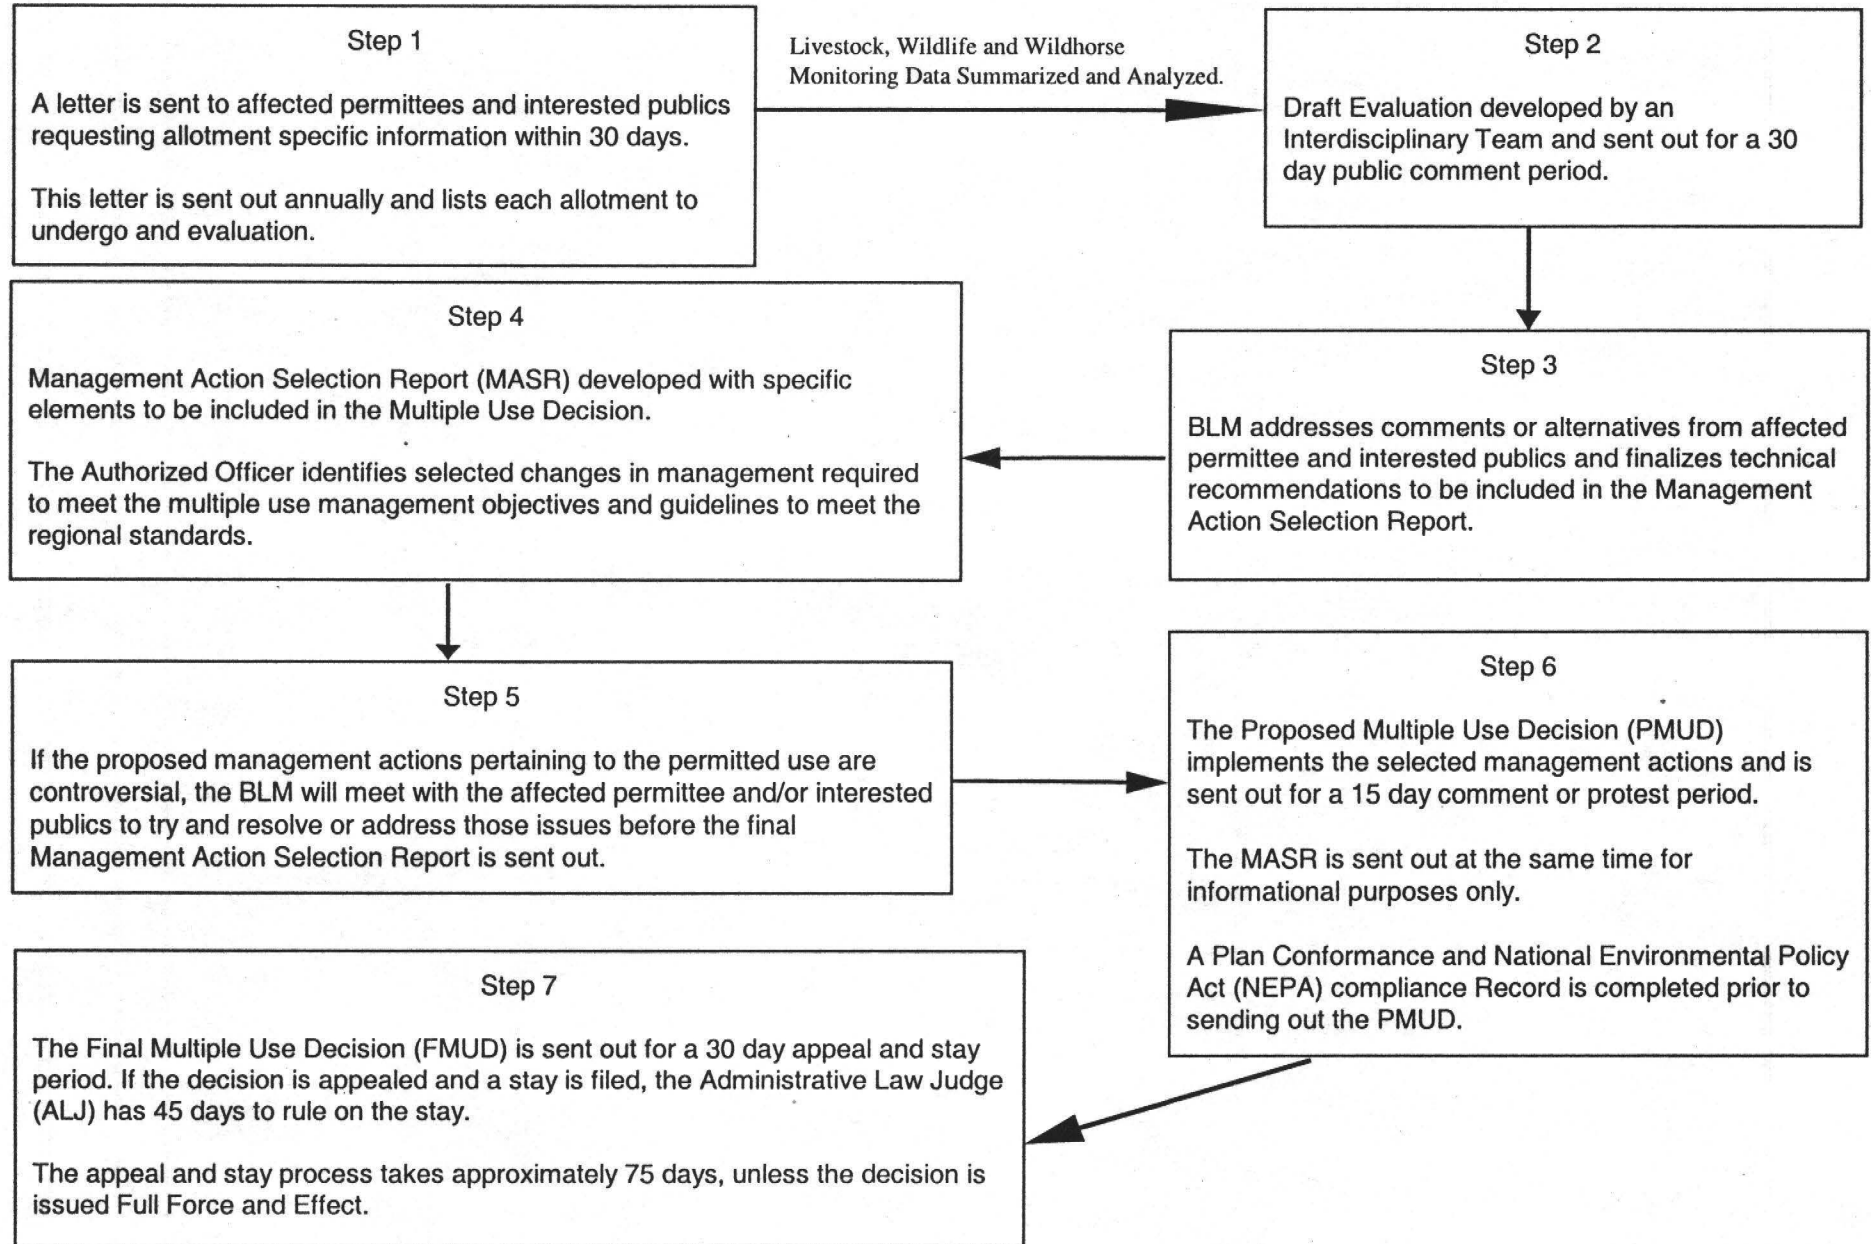 Step 1
A letter is sent to affected permittees and interested publics
requesting allotment specific information within 30 days.
This letter is sent out annually and lists each allotment to
undergo and evaluation.
Livestock, Wildlife and Wildhorse
Monitoring Data Summarized and Analyzed.
Step 2
Draft Evaluation developed by an
Interdisciplinary Team and sent out for a 30
day public comment period.
Step 3
BLM addresses comments or alternatives from affected
permittee and interested publics and finalizes technical
recommendations to be included in the Management
Action Selection Report.
Step 4
Management Action Selection Report (MASR) developed with specific
elements to be included in the Multiple Use Decision.
The Authorized Officer identifies selected changes in management required
to meet the multiple use management objectives and guidelines to meet the
regional standards.
Step 5
If the proposed management actions pertaining to the permitted use are
controversial, the BLM will meet with the affected permittee and/or interested
publics to try and resolve or address those issues before the final
Management Action Selection Report is sent out.
Step 6
The Proposed Multiple Use Decision (PMUD)
implements the selected management actions and is
sent out for a 15 day comment or protest period.
The MASR is sent out at the same time for
informational purposes only.
A Plan Conformance and National Environmental Policy
Act (NEPA) compliance Record is completed prior to
sending out the PMUD.
Step 7
The Final Multiple Use Decision (FMUD) is sent out for a 30 day appeal and stay
period. If the decision is appealed and a stay is filed, the Administrative Law Judge
(ALJ) has 45 days to rule on the stay.
The appeal and stay process takes approximately 75 days, unless the decision is
issued Full Force and Effect.